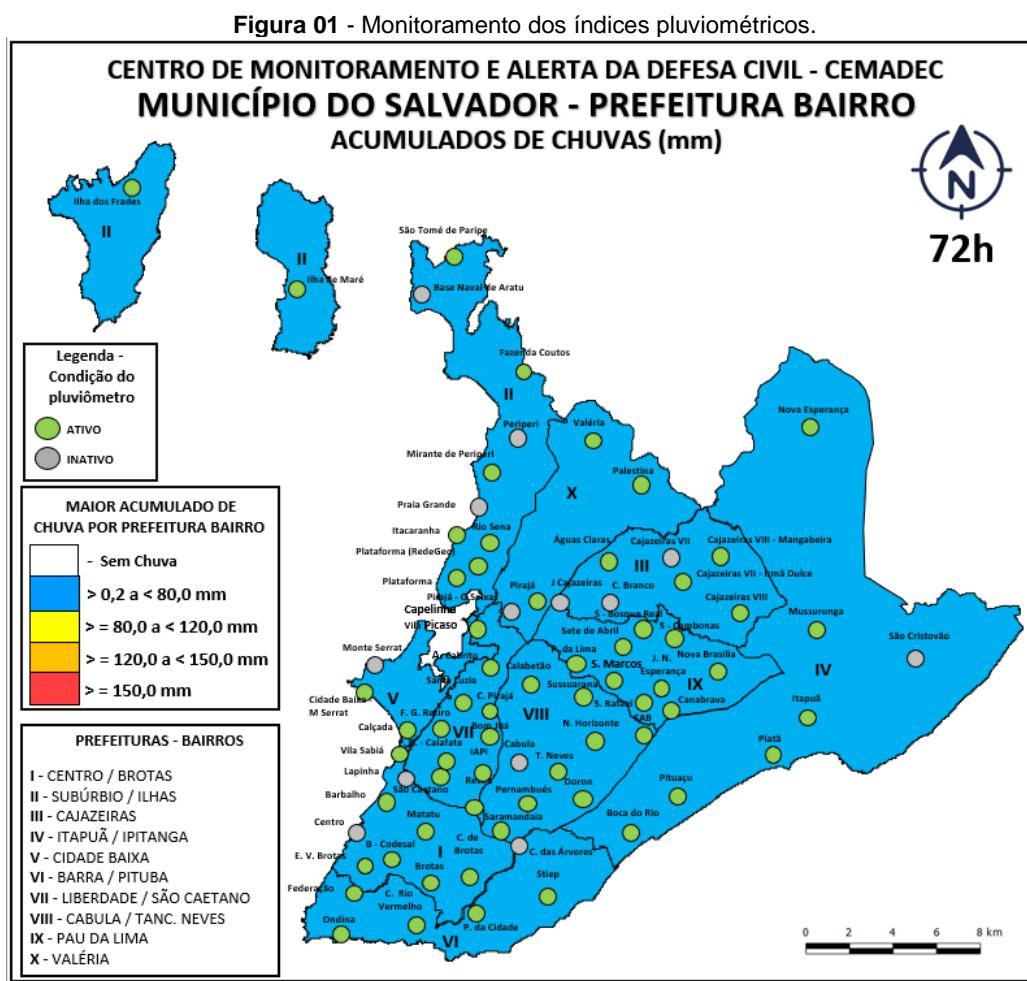 Figura 01 - Monitoramento dos índices pluviométricos.
CENTRO DE MONITORAMENTO E ALERTA DA DEFESA CIVIL - CEMADEC
MUNICÍPIO DO SALVADOR - PREFEITURA BAIRRO
ACUMULADOS DE CHUVAS (mm)
N
72h
Ilha dos Frades
II
II
Ilha de Maré
São Tomé de Paripe
Base Naval de Aratu
Legenda -
Condição do
pluviômetro
ATIVO
INATIVO
Fazenda Coutos
II
Periperi
Valéria
Nova Esperança
Mirante de Periperi
Palestina
X
MAIOR ACUMULADO DE
CHUVA POR PREFEITURA BAIRRO
- Sem Chuva
> 0,2 a < 80,0 mm
> = 80,0 a < 120,0 mm
> = 120,0 a < 150,0 mm
> = 150,0 mm
Praia Grande
Itacaranha
Rio Sena
Plataforma (RedeGeo)
Plataforma
Águas Claras
Cajazeiras VII
Cajazeiras VIII - Mangabeira
III
Cajazeiras VII - Irmã Dulce
Pirajá
J Cajazeiras
C. Branco
Cajazeiras VIII
Pirajá - O
Capelinha
Vila Picaso
S - Bosque Real
Sete de Abril
S - Cambonas
Mussurunga
São Cristovão
Monte Serrat
Calabetão
P. da Lima
S. Marcos
J. N.
Esperança
Nova Brasília
IV
Santa Luzia
Sussuarana
IX
Cidade Baixa
M Serrat
V
C. Pirajá
VIII
S. Rafael
Canabrava
Itapuã
F. G. Retiro
Calçada
VII
Bom Juá
N. Horizonte
CAB
Vila Sabiá
IAPI
Cabula
T. Neves
Piatã
Lapinha
São Caetano
Doron
Pituaçu
Barbalho
Pernambués
Matatu
Saramandaia
Boca do Rio
Centro
C. de
Brotas
I
C. das Árvores
B - Codesal
E. V. Brotas
Brotas
Stiep
Federação
C. Rio
Vermelho
Ondina
P. da Cidade
VI
PREFEITURAS - BAIRROS
I - CENTRO / BROTAS
II - SUBÚRBIO / ILHAS
III - CAJAZEIRAS
IV - ITAPUÃ / IPITANGA
V - CIDADE BAIXA
VI - BARRA / PITUBA
VII - LIBERDADE / SÃO CAETANO
VIII - CABULA / TANC. NEVES
IX - PAU DA LIMA
X - VALÉRIA
0 2 4 6 8 km